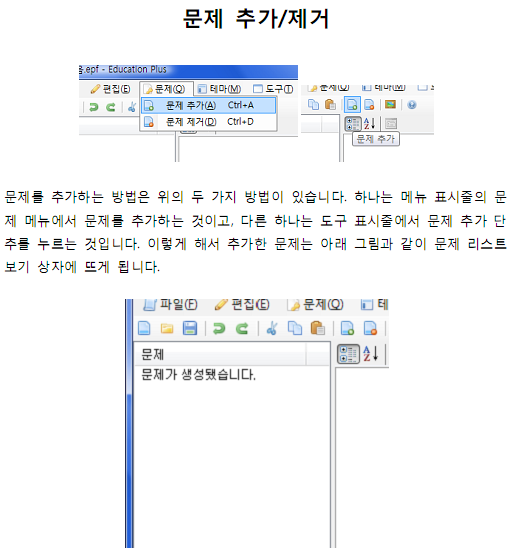 문제 추가/제거
.epf - Education Plus
편집(E) 문제(Q) 테마(M) 도구(T)
문제 추가(A) Ctrl+A
문제 제거(D) Ctrl+D
문제(Q) 테마(M)
문제 추가
문제를 추가하는 방법은 위의 두 가지 방법이 있습니다. 하나는 메뉴 표시줄의 문
제 메뉴에서 문제를 추가하는 것이고, 다른 하나는 도구 표시줄에서 문제 추가 단
추를 누르는 것입니다. 이렇게 해서 추가한 문제는 아래 그림과 같이 문제 리스트
보기 상자에 뜨게 됩니다.
파일(F) 편집(E) 문제(Q) 테
문제
문제가 생성됐습니다.